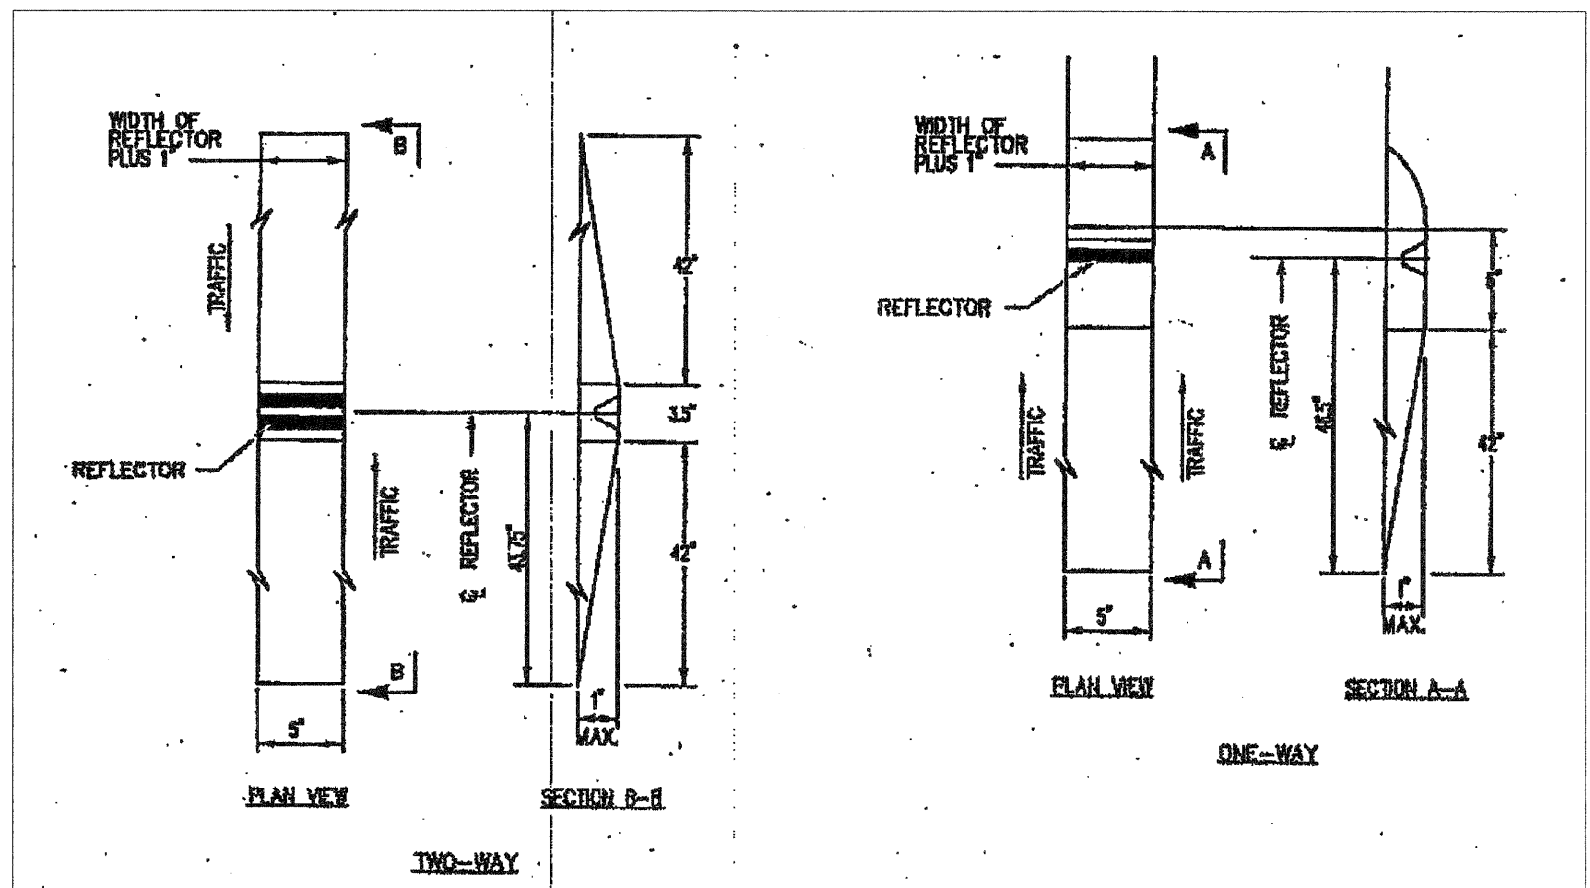 WIDTH OF
REFLECTOR
PLUS 1"
B
TRAFFIC
42"
3.5"
REFLECTOR
TRAFFIC
℄ REFLECTOR
43.75"
42"
B
5"
1"
MAX.
PLAN VIEW
SECTION B-B
TWO-WAY
WIDTH OF
REFLECTOR
PLUS 1"
A
REFLECTOR
TRAFFIC
TRAFFIC
℄ REFLECTOR
42"
A
5"
1"
MAX.
PLAN VIEW
SECTION A-A
ONE-WAY